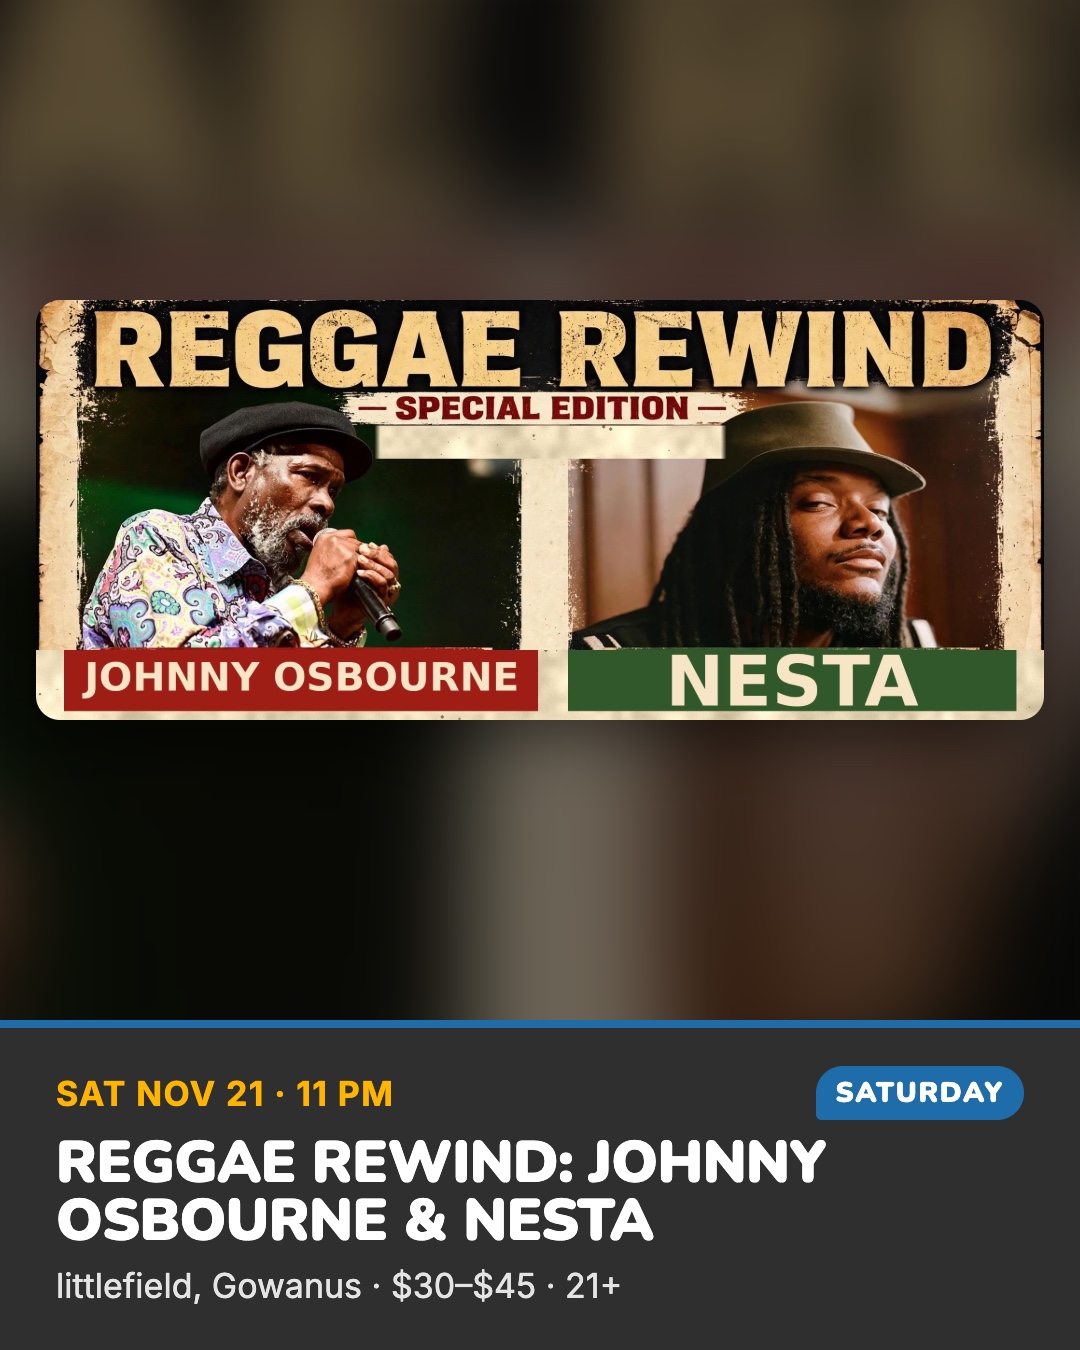 REGGAE REWIND
— SPECIAL EDITION —
JOHNNY OSBOURNE
NESTA
SAT NOV 21 · 11 PM
SATURDAY
REGGAE REWIND: JOHNNY
OSBOURNE & NESTA
littlefield, Gowanus · $30–$45 · 21+